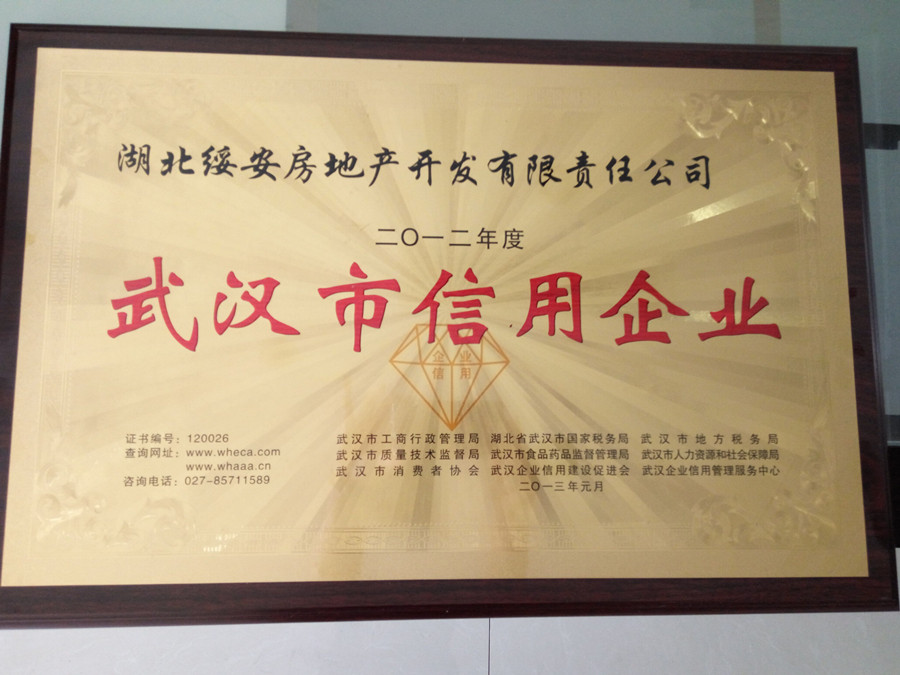 湖北绥安房地产开发有限责任公司
二〇一二年度
武汉市信用企业
企业
信用
证书编号：120026
查询网址：www.wheca.com
www.whaaa.cn
咨询电话：027-85711589
武汉市工商行政管理局 湖北省武汉市国家税务局 武汉市地方税务局
武汉市质量技术监督局 武汉市食品药品监督管理局 武汉市人力资源和社会保障局
武汉市消费者协会 武汉企业信用建设促进会 武汉企业信用管理服务中心
二〇一三年元月